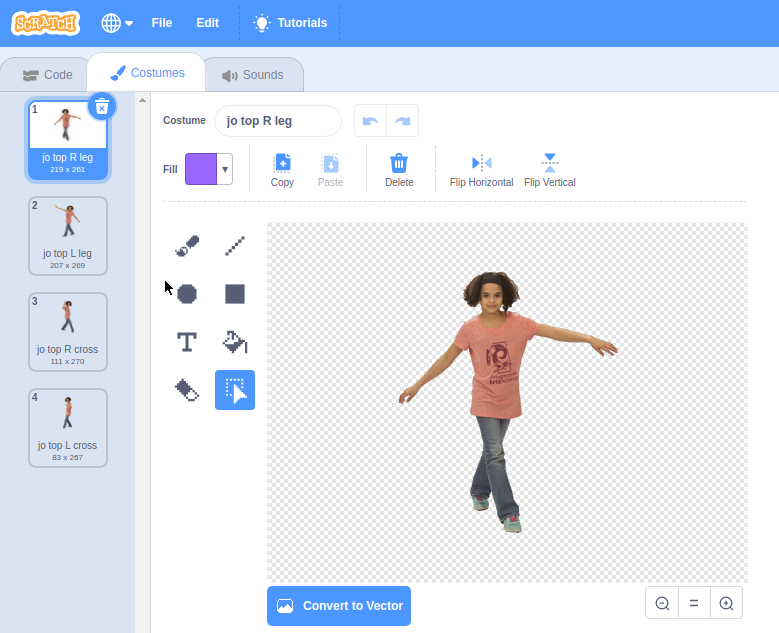 SCRATCH
File
Edit
Tutorials
Code
Costumes
Sounds
1
jo top R leg
219 x 261
2
jo top L leg
207 x 269
3
jo top R cross
111 x 270
4
jo top L cross
83 x 267
Costume
jo top R leg
Fill
Copy
Paste
Delete
Flip Horizontal
Flip Vertical
T
Convert to Vector